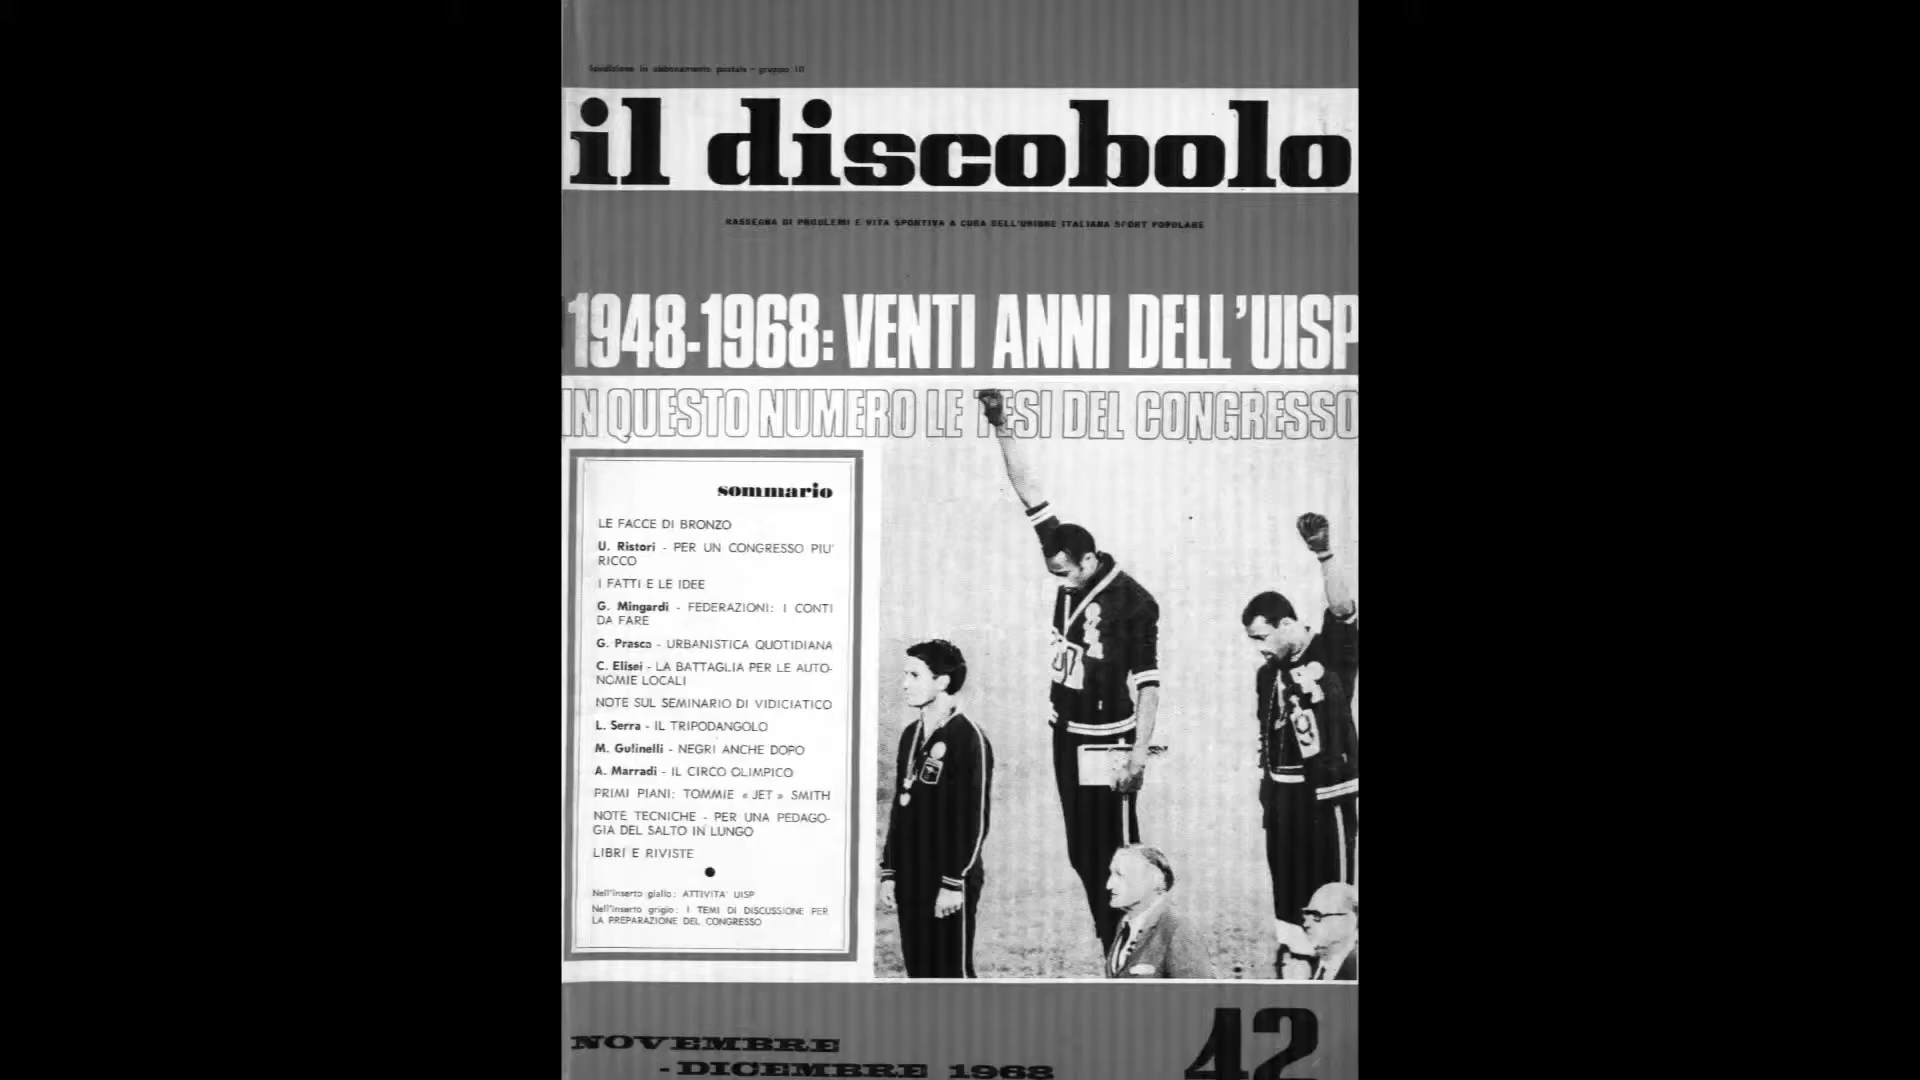 Spedizione in abbonamento postale - gruppo III
il discobolo
RASSEGNA DI PROBLEMI E VITA SPORTIVA A CURA DELL'UNIONE ITALIANA SPORT POPOLARE
1948-1968: VENTI ANNI DELL'UISP
IN QUESTO NUMERO LE TESI DEL CONGRESSO
sommario
LE FACCE DI BRONZO
U. Ristori - PER UN CONGRESSO PIU'
RICCO
I FATTI E LE IDEE
G. Mingardi - FEDERAZIONI: I CONTI
DA FARE
G. Prasca - URBANISTICA QUOTIDIANA
C. Elisei - LA BATTAGLIA PER LE AUTO-
NOMIE LOCALI
NOTE SUL SEMINARIO DI VIDICIATICO
L. Serra - IL TRIPODANGOLO
M. Gulinelli - NEGRI ANCHE DOPO
A. Marradi - IL CIRCO OLIMPICO
PRIMI PIANI: TOMMIE « JET » SMITH
NOTE TECNICHE - PER UNA PEDAGO-
GIA DEL SALTO IN LUNGO
LIBRI E RIVISTE
Nell'inserto giallo: ATTIVITA' UISP
Nell'inserto grigio: I TEMI DI DISCUSSIONE PER
LA PREPARAZIONE DEL CONGRESSO
NOVEMBRE
- DICEMBRE 1968
42